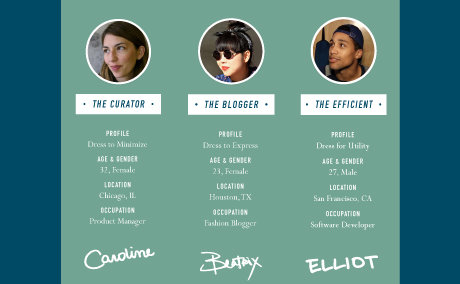 • THE CURATOR •
PROFILE
Dress to Minimize
AGE & GENDER
32, Female
LOCATION
Chicago, IL
OCCUPATION
Product Manager
Caroline
• THE BLOGGER •
PROFILE
Dress to Express
AGE & GENDER
23, Female
LOCATION
Houston, TX
OCCUPATION
Fashion Blogger
Beatrix
• THE EFFICIENT •
PROFILE
Dress for Utility
AGE & GENDER
27, Male
LOCATION
San Francisco, CA
OCCUPATION
Software Developer
ELLIOT